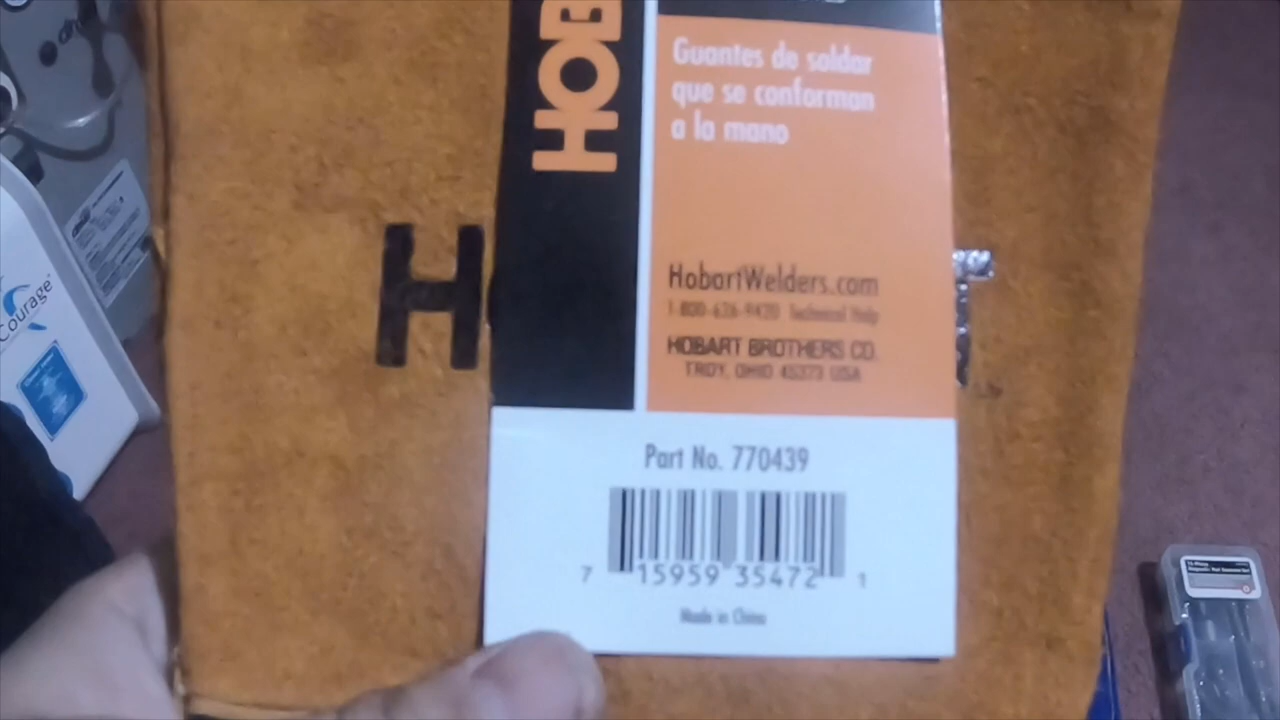 HOB
Guantes de soldar
que se conforman
a la mano
HobartWelders.com
1-800-626-9420 Technical Help
HOBART BROTHERS CO.
TROY, OHIO 45373 USA
H
T
Part No. 770439
7 15959 35472 1
Made in China
Courage